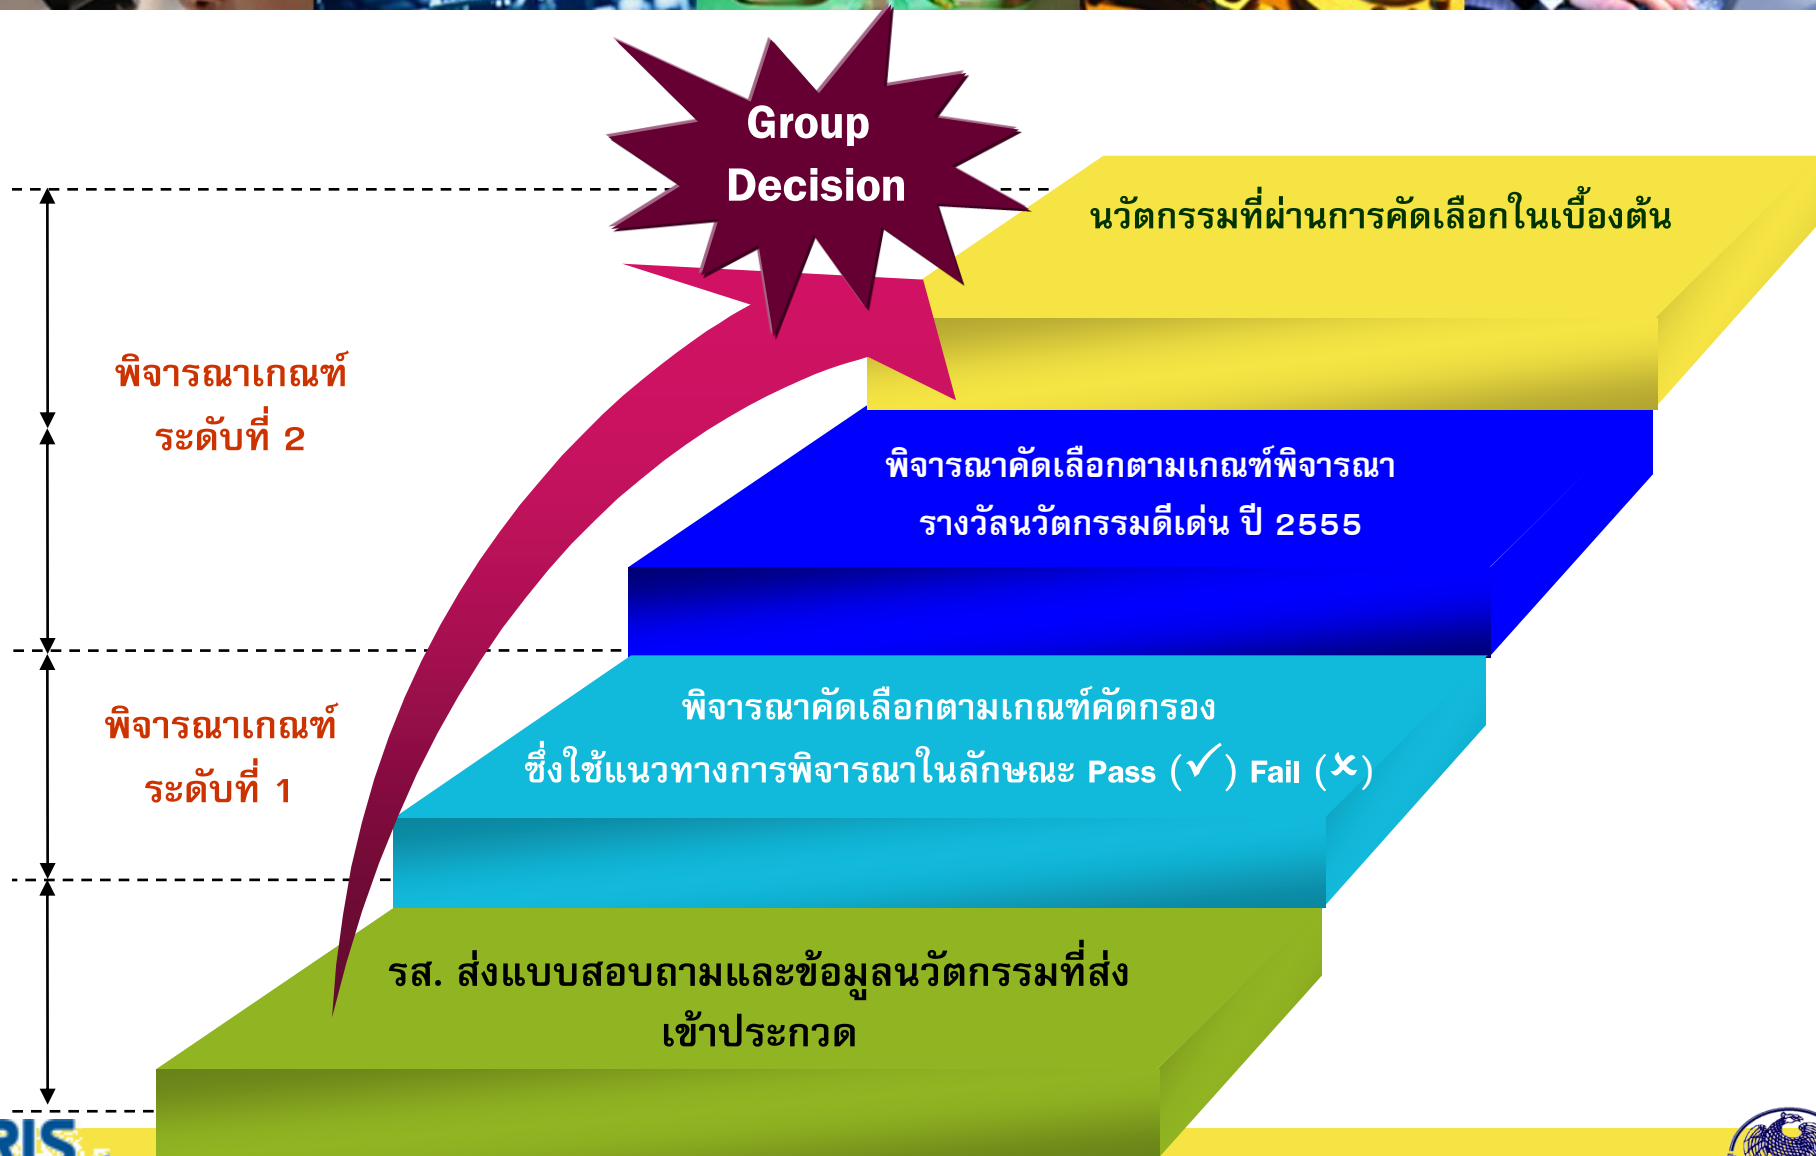 Group
Decision
นวัตกรรมที่ผ่านการคัดเลือกในเบื้องต้น
พิจารณาเกณฑ์
ระดับที่ 2
พิจารณาคัดเลือกตามเกณฑ์พิจารณา
รางวัลนวัตกรรมดีเด่น ปี 2555
พิจารณาเกณฑ์
ระดับที่ 1
พิจารณาคัดเลือกตามเกณฑ์คัดกรอง
ซึ่งใช้แนวทางการพิจารณาในลักษณะ Pass (✓) Fail (✗)
รส. ส่งแบบสอบถามและข้อมูลนวัตกรรมที่ส่ง
เข้าประกวด
RIS